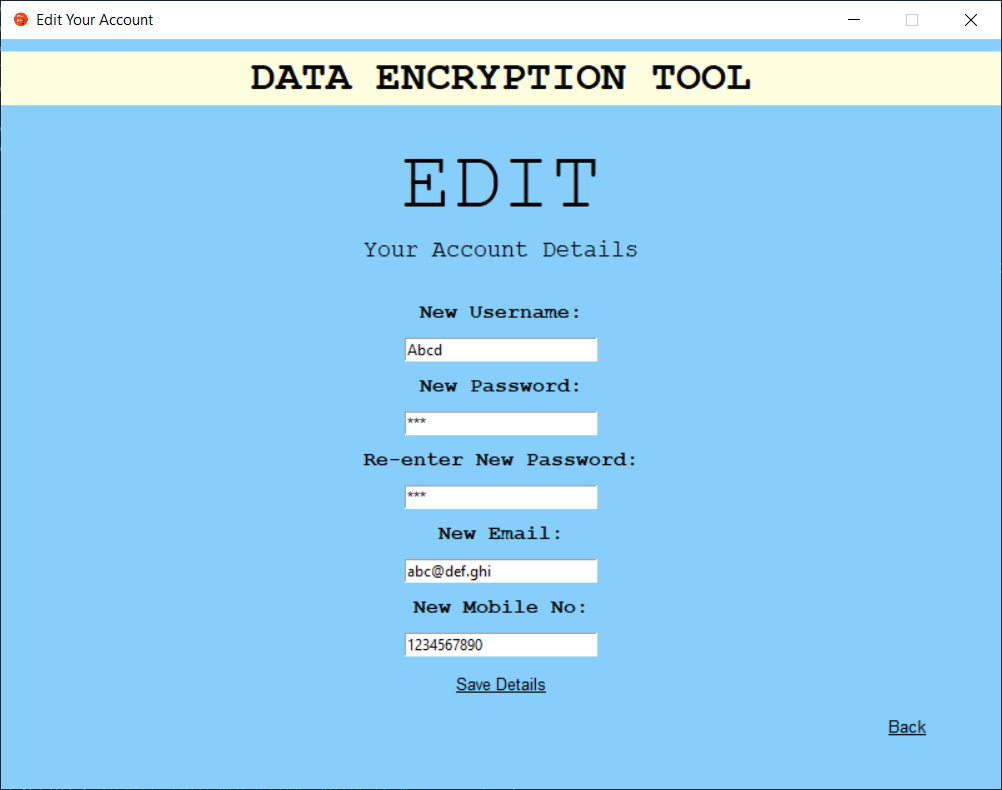 Edit Your Account
DATA ENCRYPTION TOOL
EDIT
Your Account Details
New Username:
Abcd
New Password:
***
Re-enter New Password:
***
New Email:
abc@def.ghi
New Mobile No:
1234567890
Save Details
Back